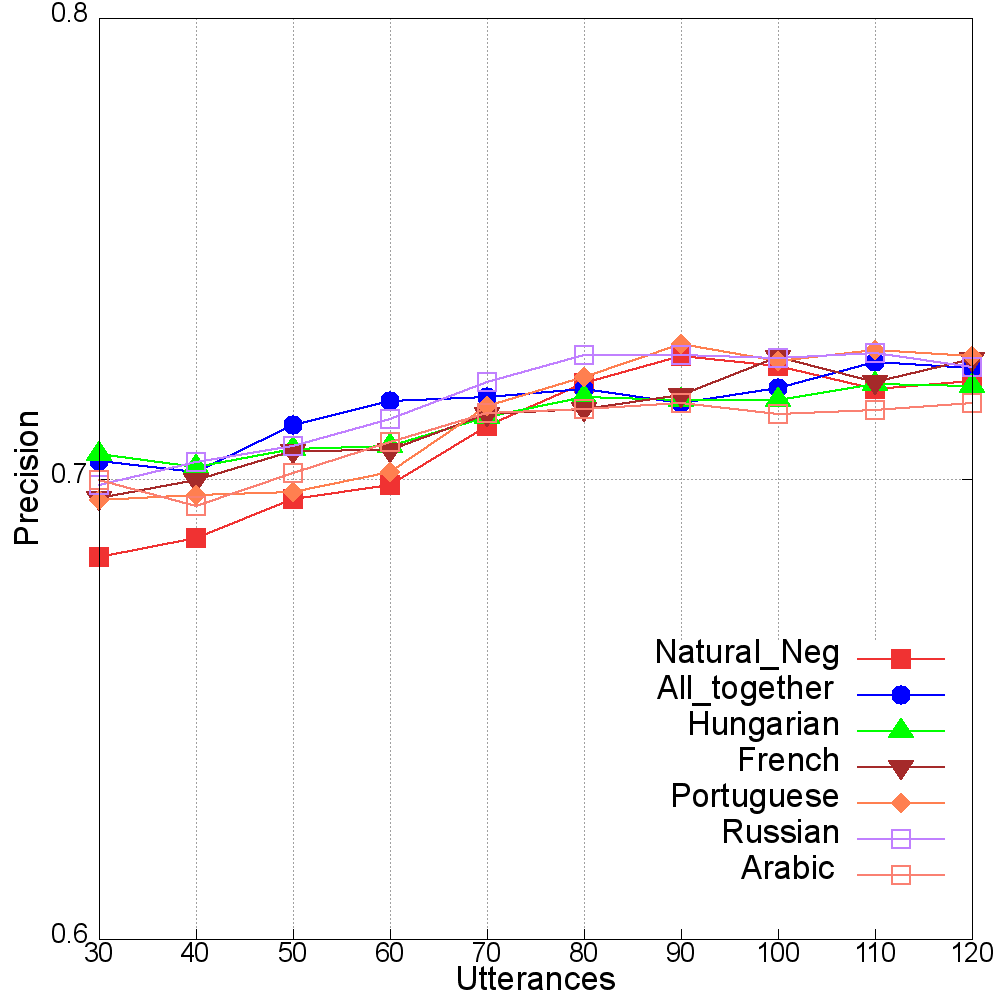 0.8
0.7
0.6
Precision
30 40 50 60 70 80 90 100 110 120
Utterances
Natural_Neg
All_together
Hungarian
French
Portuguese
Russian
Arabic